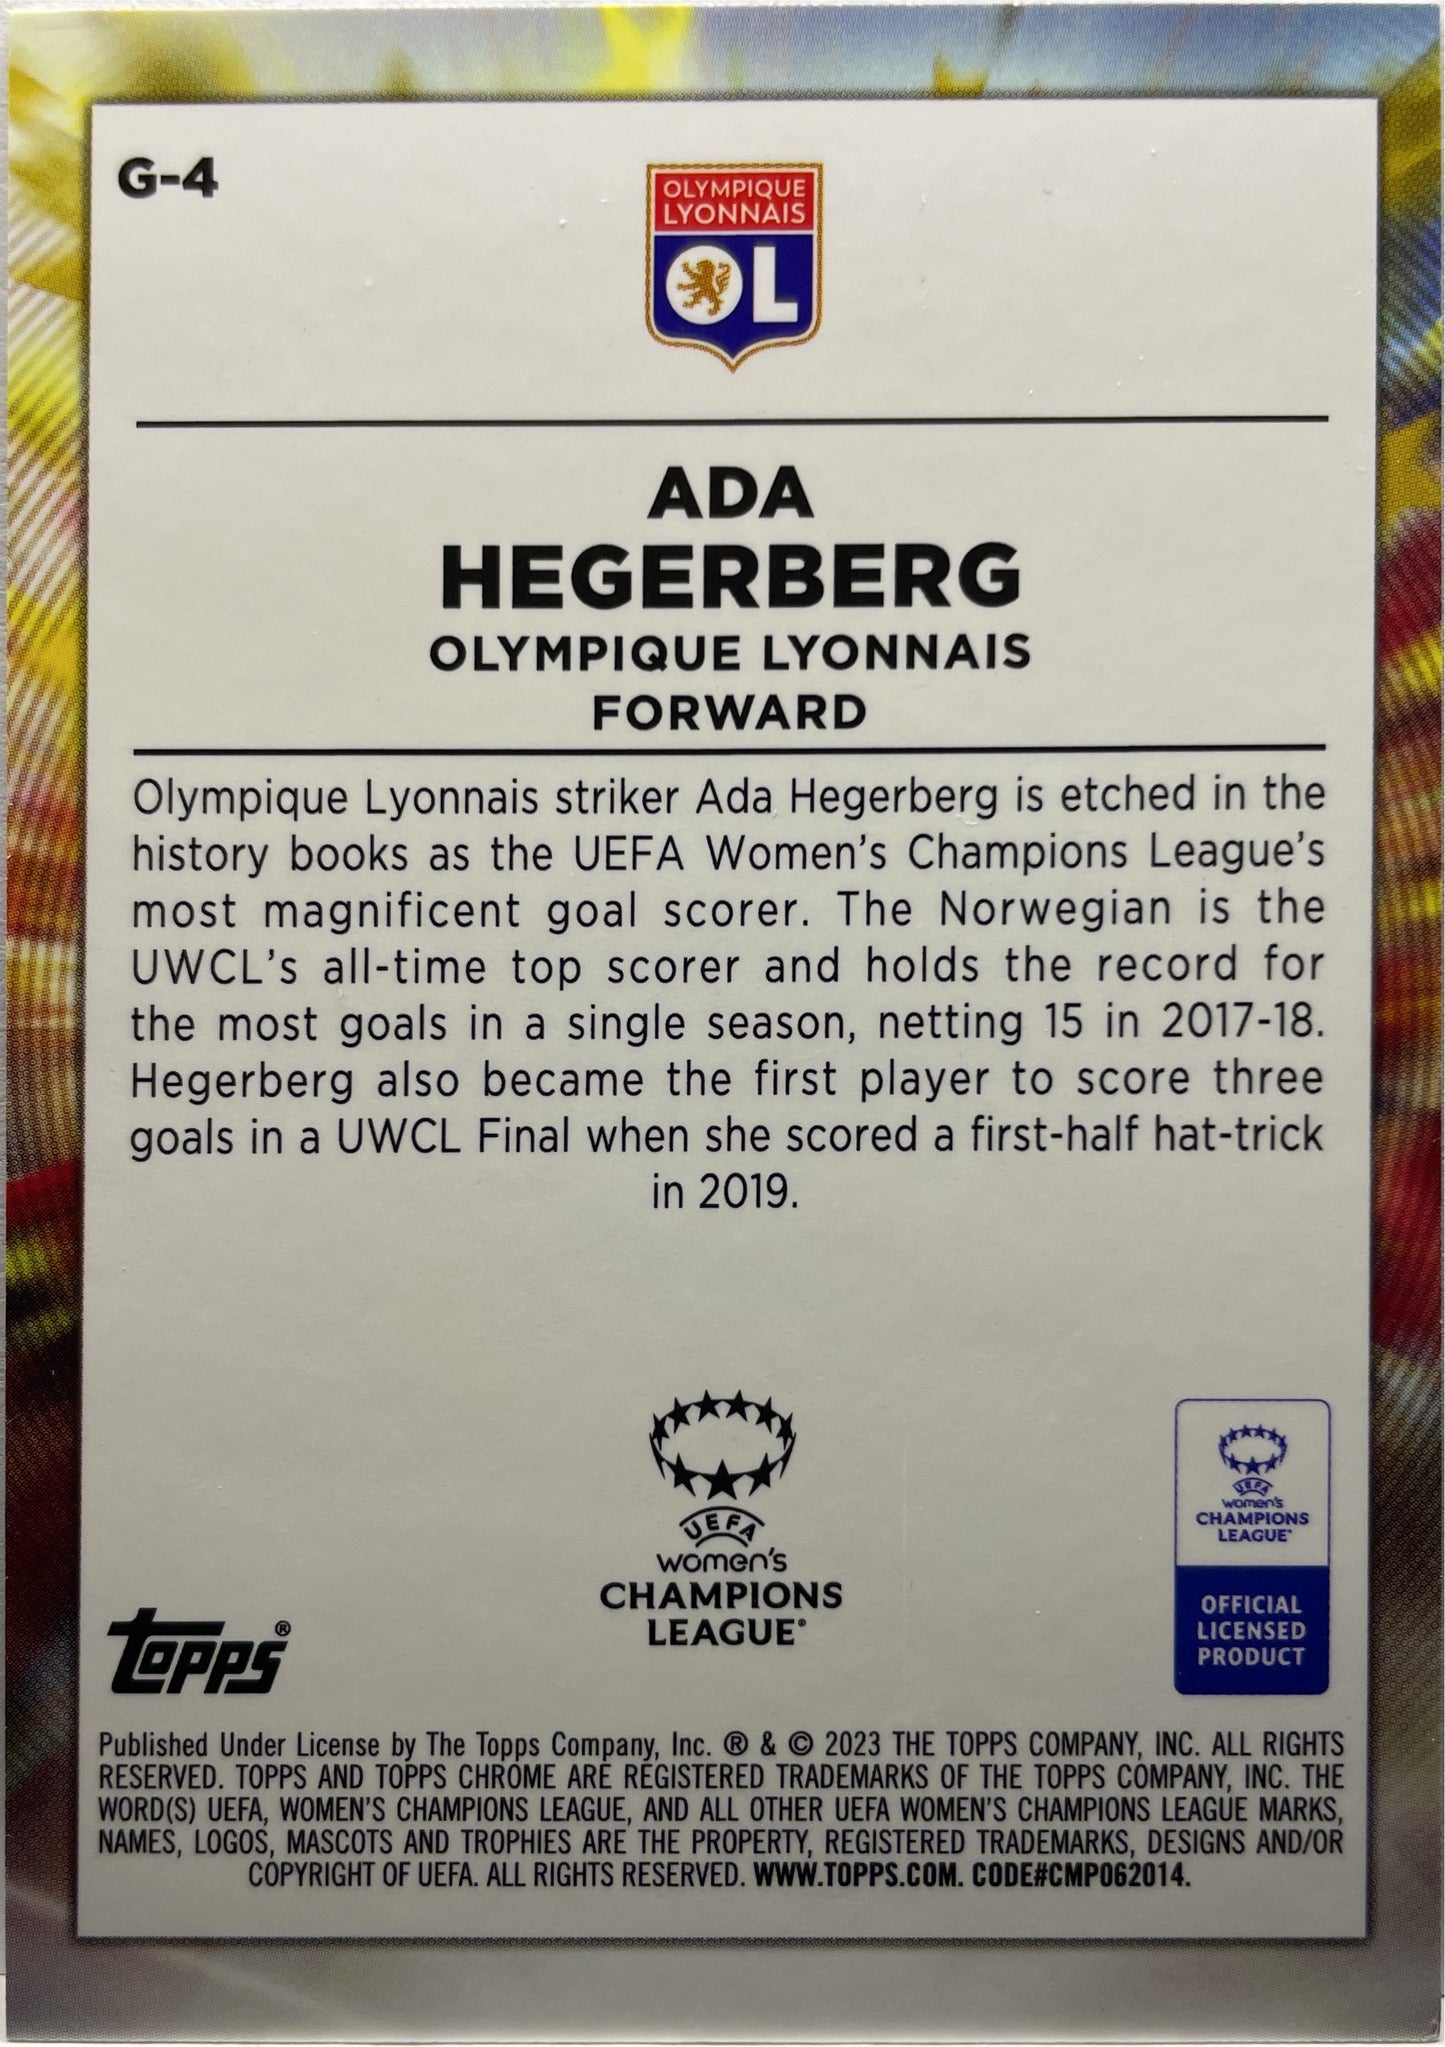 G-4
OLYMPIQUE
LYONNAIS
OL
ADA
HEGERBERG
OLYMPIQUE LYONNAIS
FORWARD
Olympique Lyonnais striker Ada Hegerberg is etched in the
history books as the UEFA Women's Champions League's
most magnificent goal scorer. The Norwegian is the
UWCL's all-time top scorer and holds the record for
the most goals in a single season, netting 15 in 2017-18.
Hegerberg also became the first player to score three
goals in a UWCL Final when she scored a first-half hat-trick
in 2019.
UEFA
women's
CHAMPIONS
LEAGUE
UEFA
women's
CHAMPIONS
LEAGUE
OFFICIAL
LICENSED
PRODUCT
topps®
Published Under License by The Topps Company, Inc. ® & © 2023 THE TOPPS COMPANY, INC. ALL RIGHTS
RESERVED. TOPPS AND TOPPS CHROME ARE REGISTERED TRADEMARKS OF THE TOPPS COMPANY, INC. THE
WORD(S) UEFA, WOMEN'S CHAMPIONS LEAGUE, AND ALL OTHER UEFA WOMEN'S CHAMPIONS LEAGUE MARKS,
NAMES, LOGOS, MASCOTS AND TROPHIES ARE THE PROPERTY, REGISTERED TRADEMARKS, DESIGNS AND/OR
COPYRIGHT OF UEFA. ALL RIGHTS RESERVED. WWW.TOPPS.COM. CODE#CMP062014.